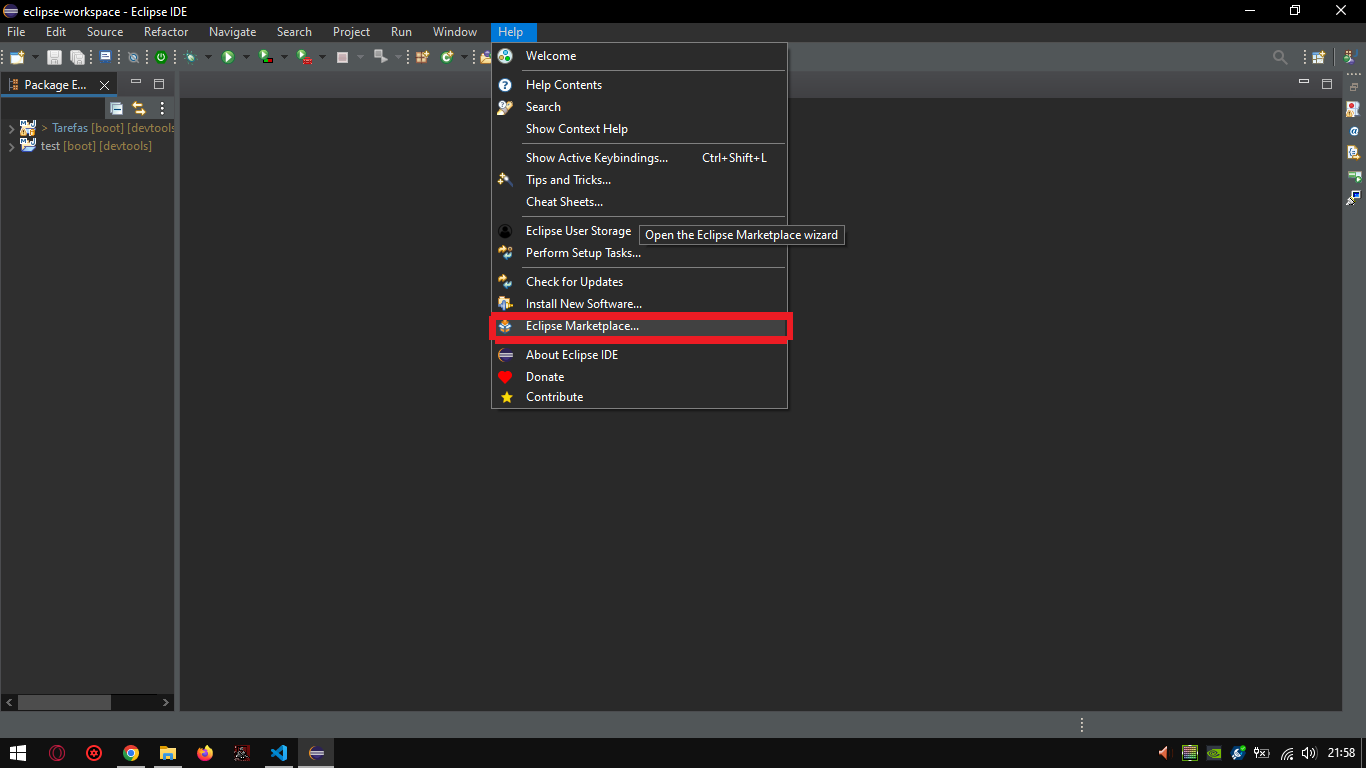 eclipse-workspace - Eclipse IDE
File Edit Source Refactor Navigate Search Project Run Window Help
Package E...
> Tarefas [boot] [devtools
test [boot] [devtools]
Welcome
Help Contents
Search
Show Context Help
Show Active Keybindings... Ctrl+Shift+L
Tips and Tricks...
Cheat Sheets...
Eclipse User Storage
Open the Eclipse Marketplace wizard
Perform Setup Tasks...
Check for Updates
Install New Software...
Eclipse Marketplace...
About Eclipse IDE
Donate
Contribute
21:58